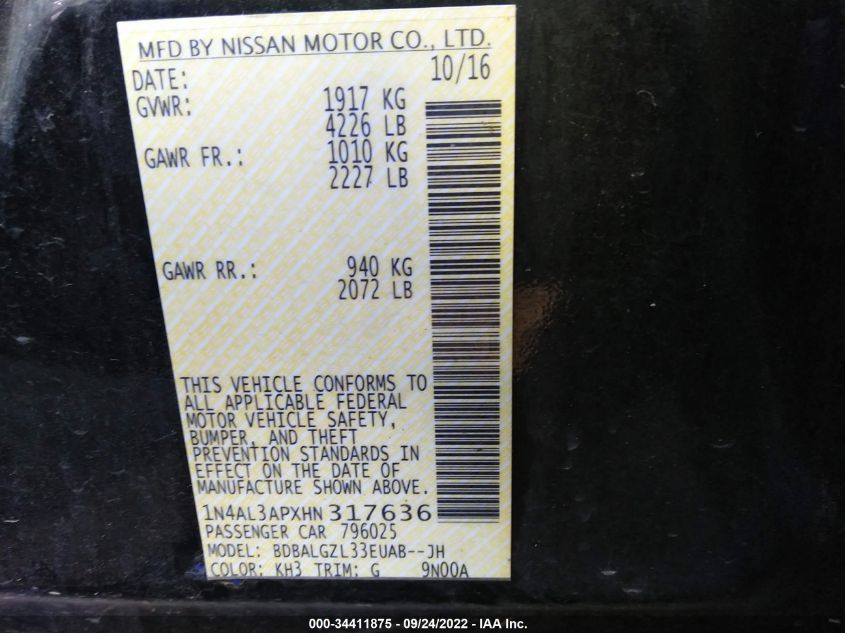 MFD BY NISSAN MOTOR CO., LTD.
DATE: 10/16
GVWR: 1917 KG
4226 LB
GAWR FR.: 1010 KG
2227 LB
GAWR RR.: 940 KG
2072 LB
THIS VEHICLE CONFORMS TO
ALL APPLICABLE FEDERAL
MOTOR VEHICLE SAFETY,
BUMPER, AND THEFT
PREVENTION STANDARDS IN
EFFECT ON THE DATE OF
MANUFACTURE SHOWN ABOVE.
1N4AL3APXHN317636
PASSENGER CAR 796025
MODEL: BDBALGZL33EUAB--JH
COLOR: KH3 TRIM: G 9N00A
000-34411875 - 09/24/2022 - IAA Inc.